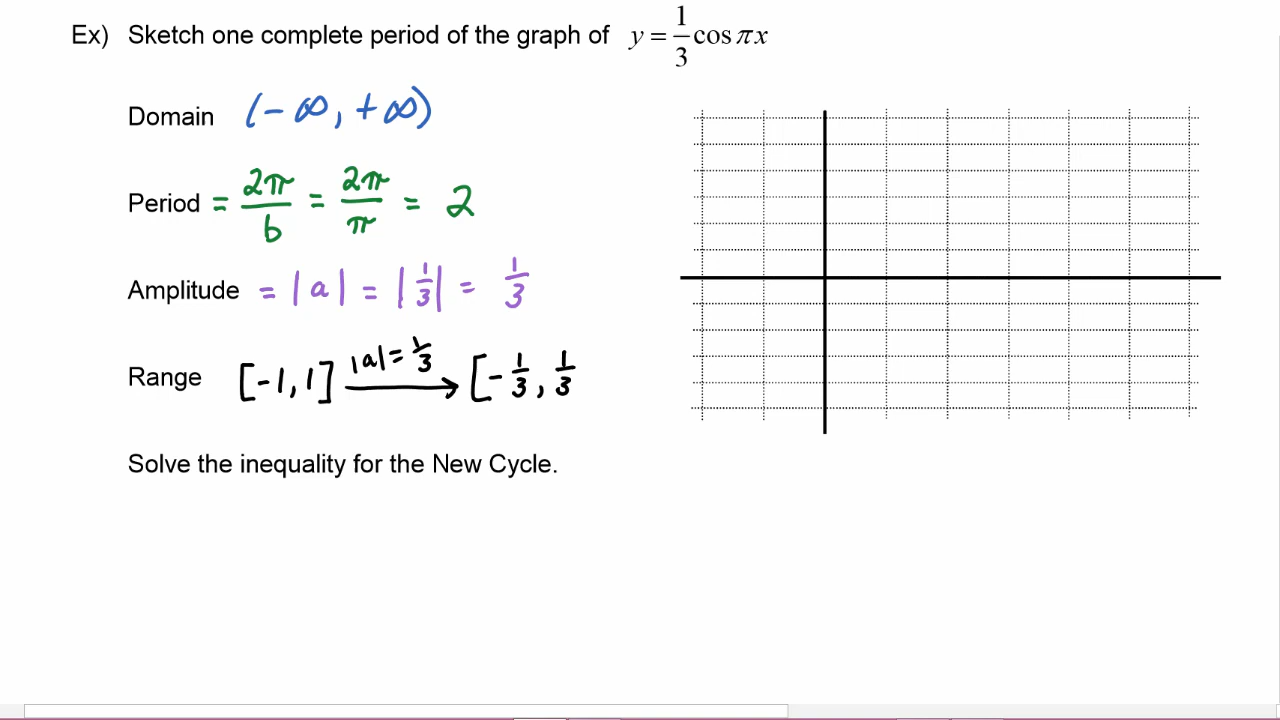 Ex) Sketch one complete period of the graph of y = 1/3 cos πx
Domain (-∞, +∞)
Period = 2π/b = 2π/π = 2
Amplitude = |a| = |1/3| = 1/3
Range [-1, 1] |a| = 1/3 → [-1/3, 1/3
Solve the inequality for the New Cycle.